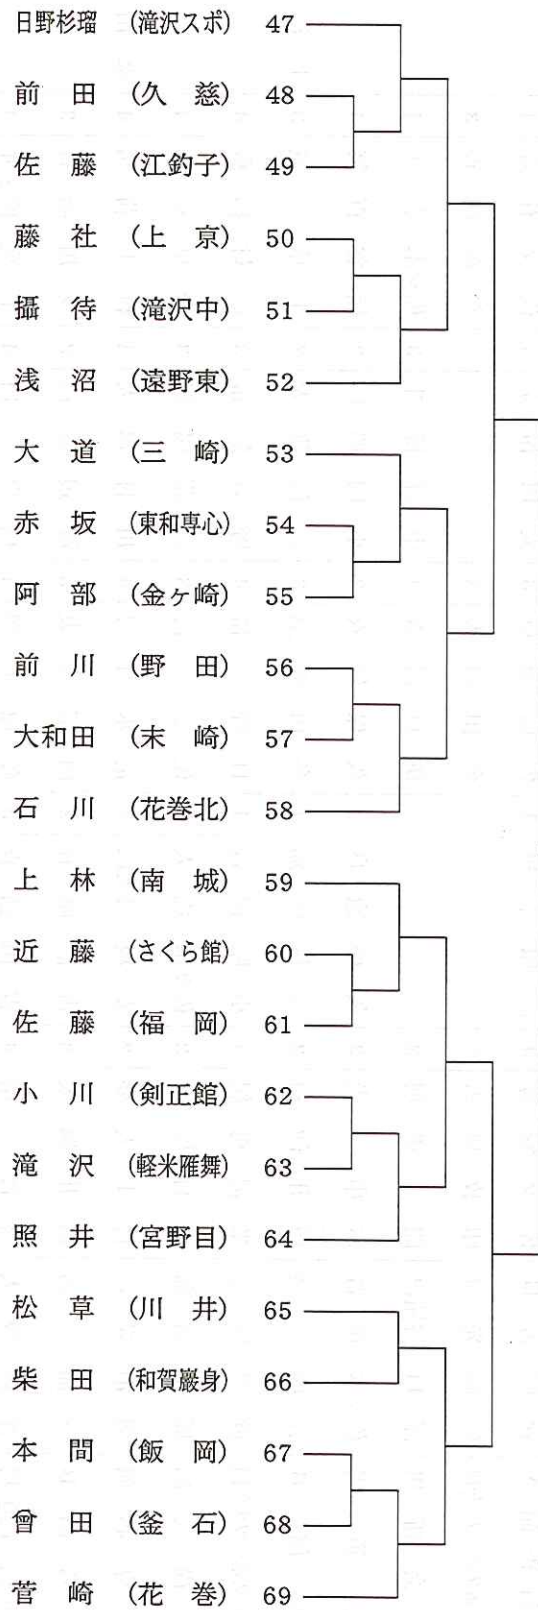 日野杉瑠 (滝沢スポ) 47
前田 (久慈) 48
佐藤 (江釣子) 49
藤社 (上京) 50
攝待 (滝沢中) 51
浅沼 (遠野東) 52
大道 (三崎) 53
赤坂 (東和専心) 54
阿部 (金ヶ崎) 55
前川 (野田) 56
大和田 (末崎) 57
石川 (花巻北) 58
上林 (南城) 59
近藤 (さくら館) 60
佐藤 (福岡) 61
小川 (剣正館) 62
滝沢 (軽米雁舞) 63
照井 (宮野目) 64
松草 (川井) 65
柴田 (和賀巖身) 66
本間 (飯岡) 67
曾田 (釜石) 68
菅崎 (花巻) 69